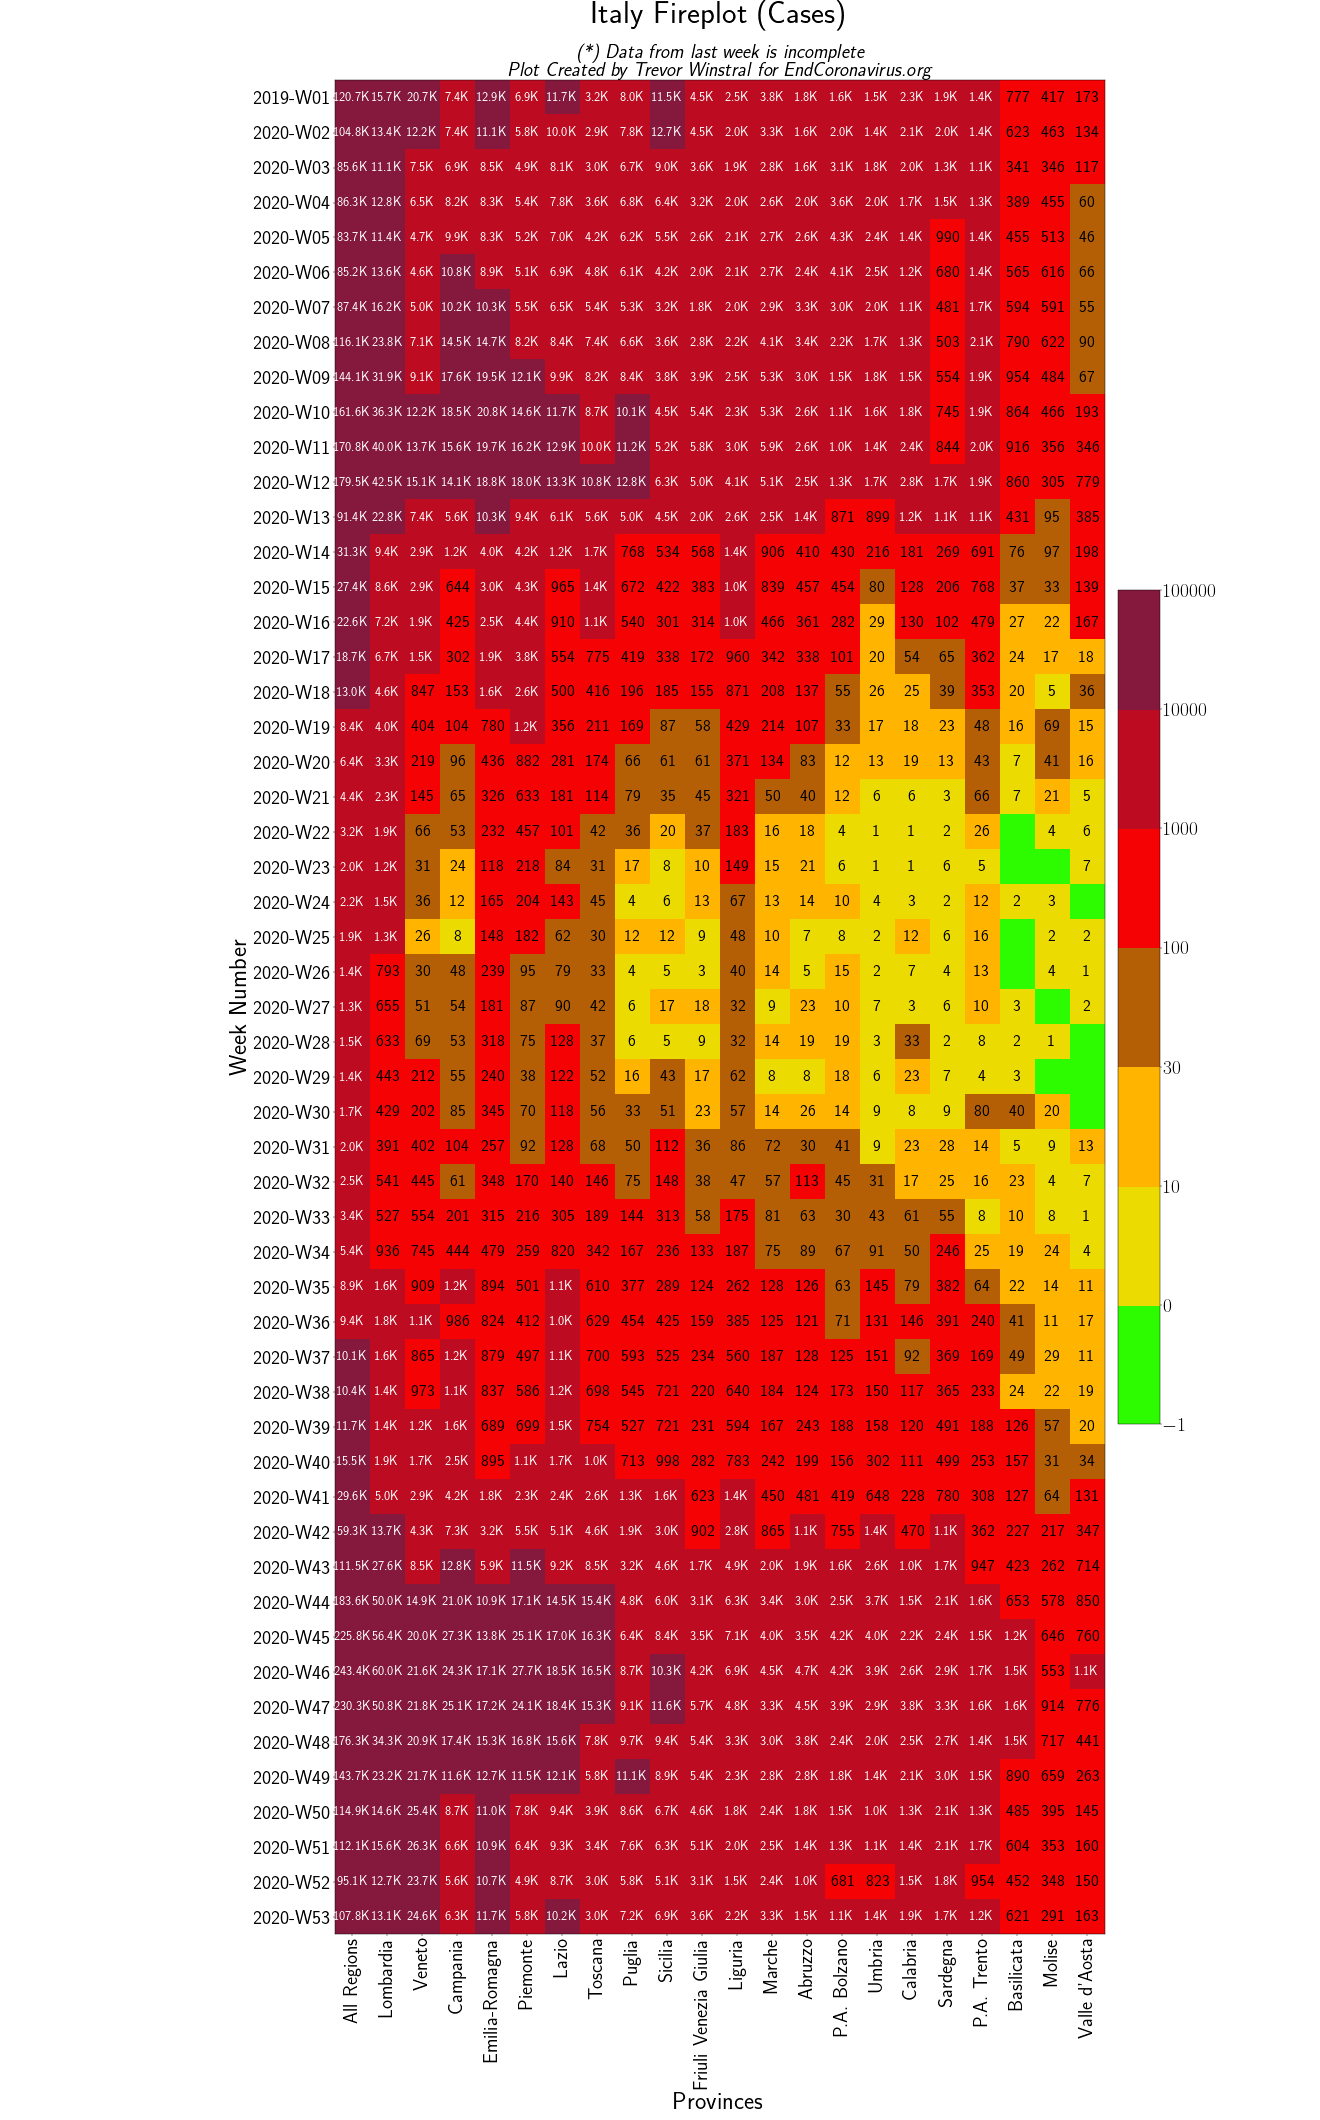 Italy Fireplot (Cases)
(*) Data from last week is incomplete
Plot Created by Trevor Winstral for EndCoronavirus.org
2019-W01 120.7K 15.7K 20.7K 7.4K 12.9K 6.9K 11.7K 3.2K 8.0K 11.5K 4.5K 2.5K 3.8K 1.8K 1.6K 1.5K 2.3K 1.9K 1.4K 777 417 173
2020-W02 104.8K 13.4K 12.2K 7.4K 11.1K 5.8K 10.0K 2.9K 7.8K 12.7K 4.5K 2.0K 3.3K 1.6K 2.0K 1.4K 2.1K 2.0K 1.4K 623 463 134
2020-W03 85.6K 11.1K 7.5K 6.9K 8.5K 4.9K 8.1K 3.0K 6.7K 9.0K 3.6K 1.9K 2.8K 1.6K 3.1K 1.8K 2.0K 1.3K 1.1K 341 346 117
2020-W04 86.3K 12.8K 6.5K 8.2K 8.3K 5.4K 7.8K 3.6K 6.8K 6.4K 3.2K 2.0K 2.6K 2.0K 3.6K 2.0K 1.7K 1.5K 1.3K 389 455 60
2020-W05 83.7K 11.4K 4.7K 9.9K 8.3K 5.2K 7.0K 4.2K 6.2K 5.5K 2.6K 2.1K 2.7K 2.6K 4.3K 2.4K 1.4K 990 1.4K 455 513 46
2020-W06 85.2K 13.6K 4.6K 10.8K 8.9K 5.1K 6.9K 4.8K 6.1K 4.2K 2.0K 2.1K 2.7K 2.4K 4.1K 2.5K 1.2K 680 1.4K 565 616 66
2020-W07 87.4K 16.2K 5.0K 10.2K 10.3K 5.5K 6.5K 5.4K 5.3K 3.2K 1.8K 2.0K 2.9K 3.3K 3.0K 2.0K 1.1K 481 1.7K 594 591 55
2020-W08 116.1K 23.8K 7.1K 14.5K 14.7K 8.2K 8.4K 7.4K 6.6K 3.6K 2.8K 2.2K 4.1K 3.4K 2.2K 1.7K 1.3K 503 2.1K 790 622 90
2020-W09 144.1K 31.9K 9.1K 17.6K 19.5K 12.1K 9.9K 8.2K 8.4K 3.8K 3.9K 2.5K 5.3K 3.0K 1.5K 1.8K 1.5K 554 1.9K 954 484 67
2020-W10 161.6K 36.3K 12.2K 18.5K 20.8K 14.6K 11.7K 8.7K 10.1K 4.5K 5.4K 2.3K 5.3K 2.6K 1.1K 1.6K 1.8K 745 1.9K 864 466 193
2020-W11 170.8K 40.0K 13.7K 15.6K 19.7K 16.2K 12.9K 10.0K 11.2K 5.2K 5.8K 3.0K 5.9K 2.6K 1.0K 1.4K 2.4K 844 2.0K 916 356 346
2020-W12 179.5K 42.5K 15.1K 14.1K 18.8K 18.0K 13.3K 10.8K 12.8K 6.3K 5.0K 4.1K 5.1K 2.5K 1.3K 1.7K 2.8K 1.7K 1.9K 860 305 779
2020-W13 91.4K 22.8K 7.4K 5.6K 10.3K 9.4K 6.1K 5.6K 5.0K 4.5K 2.0K 2.6K 2.5K 1.4K 871 899 1.2K 1.1K 1.1K 431 95 385
2020-W14 31.3K 9.4K 2.9K 1.2K 4.0K 4.2K 1.2K 1.7K 768 534 568 1.4K 906 410 430 216 181 269 691 76 97 198
2020-W15 27.4K 8.6K 2.9K 644 3.0K 4.3K 965 1.4K 672 422 383 1.0K 839 457 454 80 128 206 768 37 33 139
2020-W16 22.6K 7.2K 1.9K 425 2.5K 4.4K 910 1.1K 540 301 314 1.0K 466 361 282 29 130 102 479 27 22 167
2020-W17 18.7K 6.7K 1.5K 302 1.9K 3.8K 554 775 419 338 172 960 342 338 101 20 54 65 362 24 17 18
2020-W18 13.0K 4.6K 847 153 1.6K 2.6K 500 416 196 185 155 871 208 137 55 26 25 39 353 20 5 36
2020-W19 8.4K 4.0K 404 104 780 1.2K 356 211 169 87 58 429 214 107 33 17 18 23 48 16 69 15
2020-W20 6.4K 3.3K 219 96 436 882 281 174 66 61 61 371 134 83 12 13 19 13 43 7 41 16
2020-W21 4.4K 2.3K 145 65 326 633 181 114 79 35 45 321 50 40 12 6 6 3 66 7 21 5
2020-W22 3.2K 1.9K 66 53 232 457 101 42 36 20 37 183 16 18 4 1 1 2 26 4 6
2020-W23 2.0K 1.2K 31 24 118 218 84 31 17 8 10 149 15 21 6 1 1 6 5 7
2020-W24 2.2K 1.5K 36 12 165 204 143 45 4 6 13 67 13 14 10 4 3 2 12 2 3
2020-W25 1.9K 1.3K 26 8 148 182 62 30 12 12 9 48 10 7 8 2 12 6 16 2 2
2020-W26 1.4K 793 30 48 239 95 79 33 4 5 3 40 14 5 15 2 7 4 13 4 1
2020-W27 1.3K 655 51 54 181 87 90 42 6 17 18 32 9 23 10 7 3 6 10 3 2
2020-W28 1.5K 633 69 53 318 75 128 37 6 5 9 32 14 19 19 3 33 2 8 2 1
2020-W29 1.4K 443 212 55 240 38 122 52 16 43 17 62 8 8 18 6 23 7 4 3
2020-W30 1.7K 429 202 85 345 70 118 56 33 51 23 57 14 26 14 9 8 9 80 40 20
2020-W31 2.0K 391 402 104 257 92 128 68 50 112 36 86 72 30 41 9 23 28 14 5 9 13
2020-W32 2.5K 541 445 61 348 170 140 146 75 148 38 47 57 113 45 31 17 25 16 23 4 7
2020-W33 3.4K 527 554 201 315 216 305 189 144 313 58 175 81 63 30 43 61 55 8 10 8 1
2020-W34 5.4K 936 745 444 479 259 820 342 167 236 133 187 75 89 67 91 50 246 25 19 24 4
2020-W35 8.9K 1.6K 909 1.2K 894 501 1.1K 610 377 289 124 262 128 126 63 145 79 382 64 22 14 11
2020-W36 9.4K 1.8K 1.1K 986 824 412 1.0K 629 454 425 159 385 125 121 71 131 146 391 240 41 11 17
2020-W37 10.1K 1.6K 865 1.2K 879 497 1.1K 700 593 525 234 560 187 128 125 151 92 369 169 49 29 11
2020-W38 10.4K 1.4K 973 1.1K 837 586 1.2K 698 545 721 220 640 184 124 173 150 117 365 233 24 22 19
2020-W39 11.7K 1.4K 1.2K 1.6K 689 699 1.5K 754 527 721 231 594 167 243 188 158 120 491 188 126 57 20
2020-W40 15.5K 1.9K 1.7K 2.5K 895 1.1K 1.7K 1.0K 713 998 282 783 242 199 156 302 111 499 253 157 31 34
2020-W41 29.6K 5.0K 2.9K 4.2K 1.8K 2.3K 2.4K 2.6K 1.3K 1.6K 623 1.4K 450 481 419 648 228 780 308 127 64 131
2020-W42 59.3K 13.7K 4.3K 7.3K 3.2K 5.5K 5.1K 4.6K 1.9K 3.0K 902 2.8K 865 1.1K 755 1.4K 470 1.1K 362 227 217 347
2020-W43 111.5K 27.6K 8.5K 12.8K 5.9K 11.5K 9.2K 8.5K 3.2K 4.6K 1.7K 4.9K 2.0K 1.9K 1.6K 2.6K 1.0K 1.7K 947 423 262 714
2020-W44 183.6K 50.0K 14.9K 21.0K 10.9K 17.1K 14.5K 15.4K 4.8K 6.0K 3.1K 6.3K 3.4K 3.0K 2.5K 3.7K 1.5K 2.1K 1.6K 653 578 850
2020-W45 225.8K 56.4K 20.0K 27.3K 13.8K 25.1K 17.0K 16.3K 6.4K 8.4K 3.5K 7.1K 4.0K 3.5K 4.2K 4.0K 2.2K 2.4K 1.5K 1.2K 646 760
2020-W46 243.4K 60.0K 21.6K 24.3K 17.1K 27.7K 18.5K 16.5K 8.7K 10.3K 4.2K 6.9K 4.5K 4.7K 4.2K 3.9K 2.6K 2.9K 1.7K 1.5K 553 1.1K
2020-W47 230.3K 50.8K 21.8K 25.1K 17.2K 24.1K 18.4K 15.3K 9.1K 11.6K 5.7K 4.8K 3.3K 4.5K 3.9K 2.9K 3.8K 3.3K 1.6K 1.6K 914 776
2020-W48 176.3K 34.3K 20.9K 17.4K 15.3K 16.8K 15.6K 7.8K 9.7K 9.4K 5.4K 3.3K 3.0K 3.8K 2.4K 2.0K 2.5K 2.7K 1.4K 1.5K 717 441
2020-W49 143.7K 23.2K 21.7K 11.6K 12.7K 11.5K 12.1K 5.8K 11.1K 8.9K 5.4K 2.3K 2.8K 2.8K 1.8K 1.4K 2.1K 3.0K 1.5K 890 659 263
2020-W50 114.9K 14.6K 25.4K 8.7K 11.0K 7.8K 9.4K 3.9K 8.6K 6.7K 4.6K 1.8K 2.4K 1.8K 1.5K 1.0K 1.3K 2.1K 1.3K 485 395 145
2020-W51 112.1K 15.6K 26.3K 6.6K 10.9K 6.4K 9.3K 3.4K 7.6K 6.3K 5.1K 2.0K 2.5K 1.4K 1.3K 1.1K 1.4K 2.1K 1.7K 604 353 160
2020-W52 95.1K 12.7K 23.7K 5.6K 10.7K 4.9K 8.7K 3.0K 5.8K 5.1K 3.1K 1.5K 2.4K 1.0K 681 823 1.5K 1.8K 954 452 348 150
2020-W53 107.8K 13.1K 24.6K 6.3K 11.7K 5.8K 10.2K 3.0K 7.2K 6.9K 3.6K 2.2K 3.3K 1.5K 1.1K 1.4K 1.9K 1.7K 1.2K 621 291 163
Week Number
All Regions
Lombardia
Veneto
Campania
Emilia-Romagna
Piemonte
Lazio
Toscana
Puglia
Sicilia
Friuli Venezia Giulia
Liguria
Marche
Abruzzo
P.A. Bolzano
Umbria
Calabria
Sardegna
P.A. Trento
Basilicata
Molise
Valle d'Aosta
Provinces
100000
10000
1000
100
30
10
0
−1